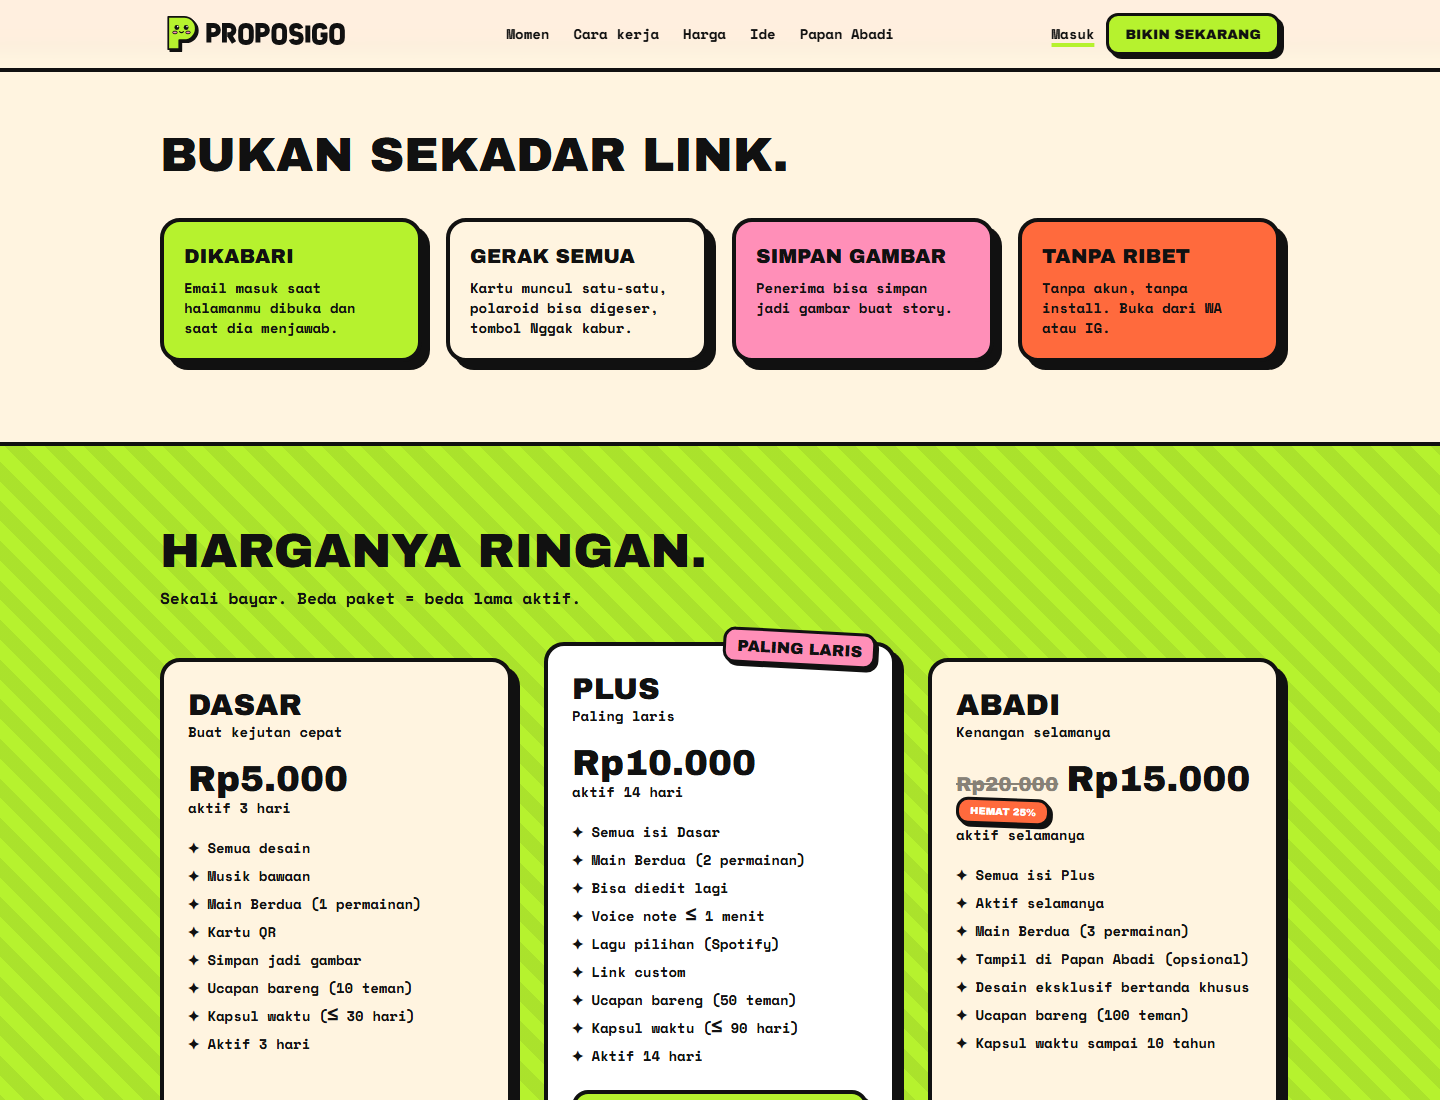 PROPOSIGO
Momen Cara kerja Harga Ide Papan Abadi
Masuk
BIKIN SEKARANG
BUKAN SEKADAR LINK.
DIKABARI
Email masuk saat
halamanmu dibuka dan
saat dia menjawab.
GERAK SEMUA
Kartu muncul satu-satu,
polaroid bisa digeser,
tombol Nggak kabur.
SIMPAN GAMBAR
Penerima bisa simpan
jadi gambar buat story.
TANPA RIBET
Tanpa akun, tanpa
install. Buka dari WA
atau IG.
HARGANYA RINGAN.
Sekali bayar. Beda paket = beda lama aktif.
DASAR
Buat kejutan cepat
Rp5.000
aktif 3 hari
✦ Semua desain
✦ Musik bawaan
✦ Main Berdua (1 permainan)
✦ Kartu QR
✦ Simpan jadi gambar
✦ Ucapan bareng (10 teman)
✦ Kapsul waktu (≤ 30 hari)
✦ Aktif 3 hari
PALING LARIS
PLUS
Paling laris
Rp10.000
aktif 14 hari
✦ Semua isi Dasar
✦ Main Berdua (2 permainan)
✦ Bisa diedit lagi
✦ Voice note ≤ 1 menit
✦ Lagu pilihan (Spotify)
✦ Link custom
✦ Ucapan bareng (50 teman)
✦ Kapsul waktu (≤ 90 hari)
✦ Aktif 14 hari
ABADI
Kenangan selamanya
Rp20.000 Rp15.000
HEMAT 25%
aktif selamanya
✦ Semua isi Plus
✦ Aktif selamanya
✦ Main Berdua (3 permainan)
✦ Tampil di Papan Abadi (opsional)
✦ Desain eksklusif bertanda khusus
✦ Ucapan bareng (100 teman)
✦ Kapsul waktu sampai 10 tahun